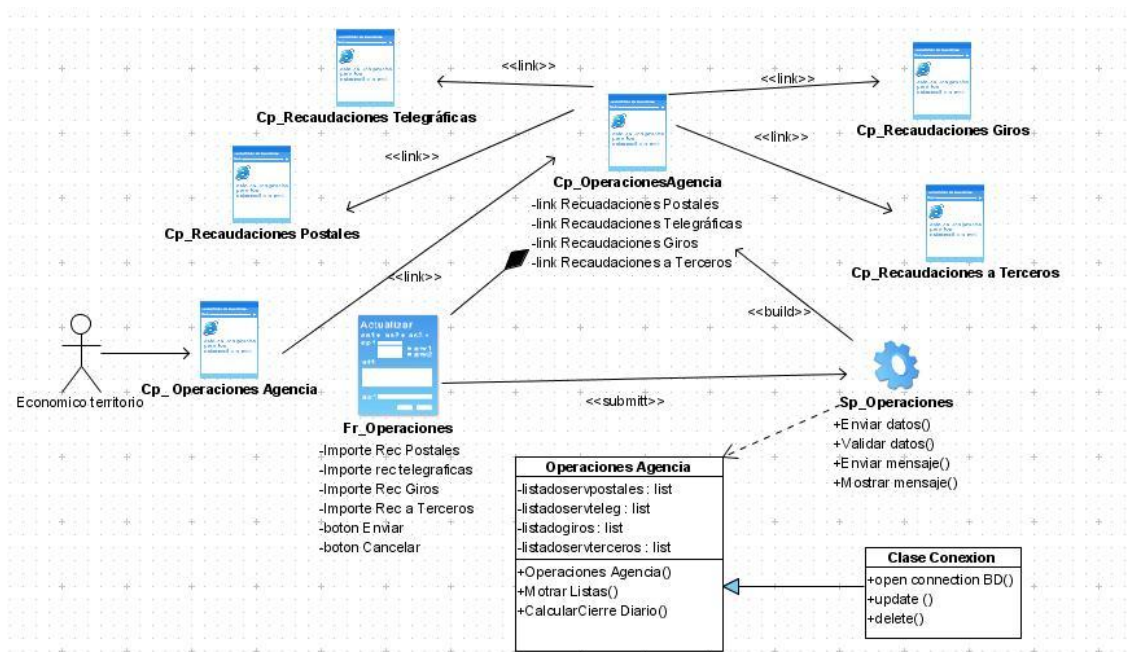 <<link>>
<<link>>
Cp_Recaudaciones Telegráficas
Cp_Recaudaciones Giros
<<link>>
<<link>>
Cp_OperacionesAgencia
-link Recuadaciones Postales
-link Recaudaciones Telegráficas
-link Recaudaciones Giros
-link Recaudaciones a Terceros
Cp_Recaudaciones Postales
Cp_Recaudaciones a Terceros
<<link>>
<<build>>
Economico territorio
Cp_ Operaciones Agencia
Actualizar
<<submitt>>
Fr_Operaciones
-Importe Rec Postales
-Importe rec telegraficas
-Importe Rec Giros
-Importe Rec a Terceros
-boton Enviar
-boton Cancelar
Sp_Operaciones
+Enviar datos()
+Validar datos()
+Enviar mensaje()
+Mostrar mensaje()
Operaciones Agencia
-listadoservpostales : list
-listadoservteleg : list
-listadogiros : list
-listadoservterceros : list
+Operaciones Agencia()
+Motrar Listas()
+CalcularCierre Diario()
Clase Conexion
+open connection BD()
+update ()
+delete()